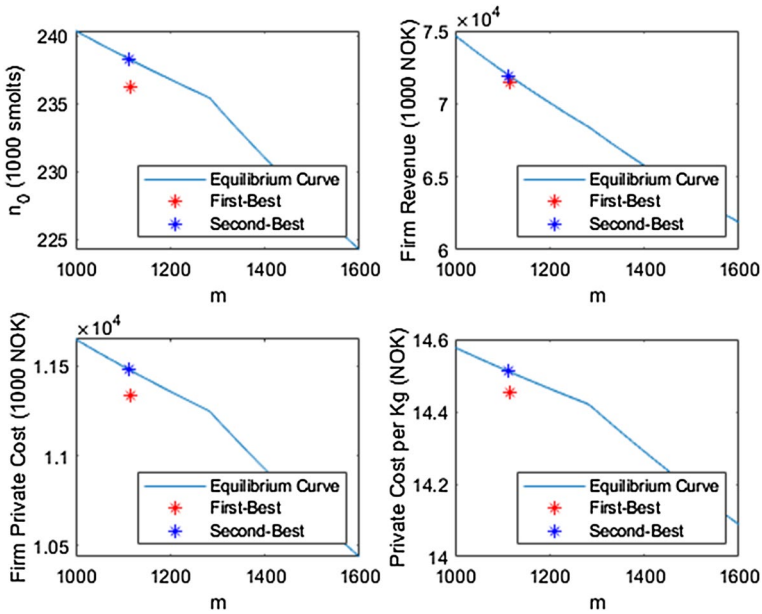 n0 (1000 smolts)
240
235
230
225
Equilibrium Curve
First-Best
Second-Best
1000 1200 1400 1600
m
×10⁴
Firm Revenue (1000 NOK)
7.5
7
6.5
6
Equilibrium Curve
First-Best
Second-Best
1000 1200 1400 1600
m
×10⁴
Firm Private Cost (1000 NOK)
1.15
1.1
1.05
Equilibrium Curve
First-Best
Second-Best
1000 1200 1400 1600
m
Private Cost per Kg (NOK)
14.6
14.4
14.2
14
Equilibrium Curve
First-Best
Second-Best
1000 1200 1400 1600
m